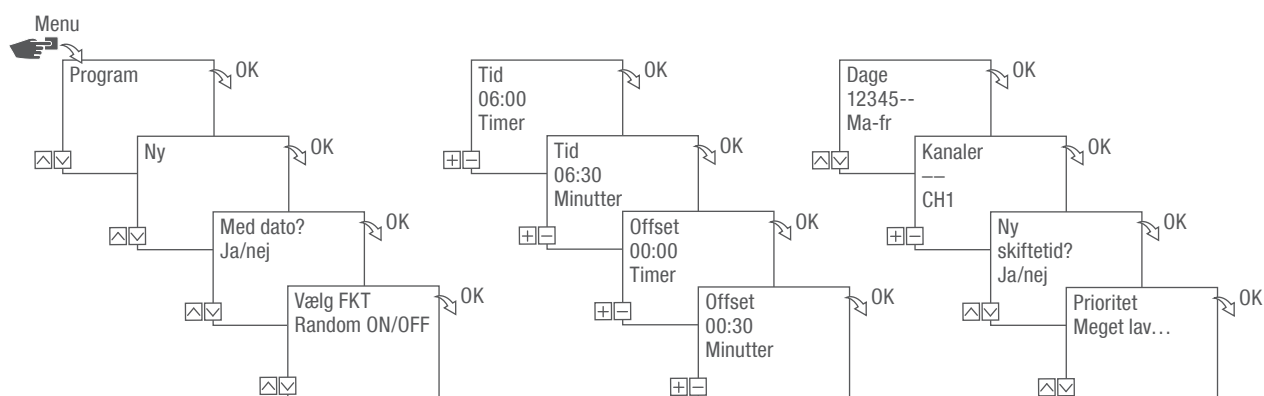 Menu
Program
OK
Ny
OK
Med dato?
Ja/nej
OK
Vælg FKT
Random ON/OFF
OK
Tid
06:00
Timer
OK
Tid
06:30
Minutter
OK
Offset
00:00
Timer
OK
Offset
00:30
Minutter
OK
Dage
12345--
Ma-fr
OK
Kanaler
––
CH1
OK
Ny
skiftetid?
Ja/nej
OK
Prioritet
Meget lav…
OK